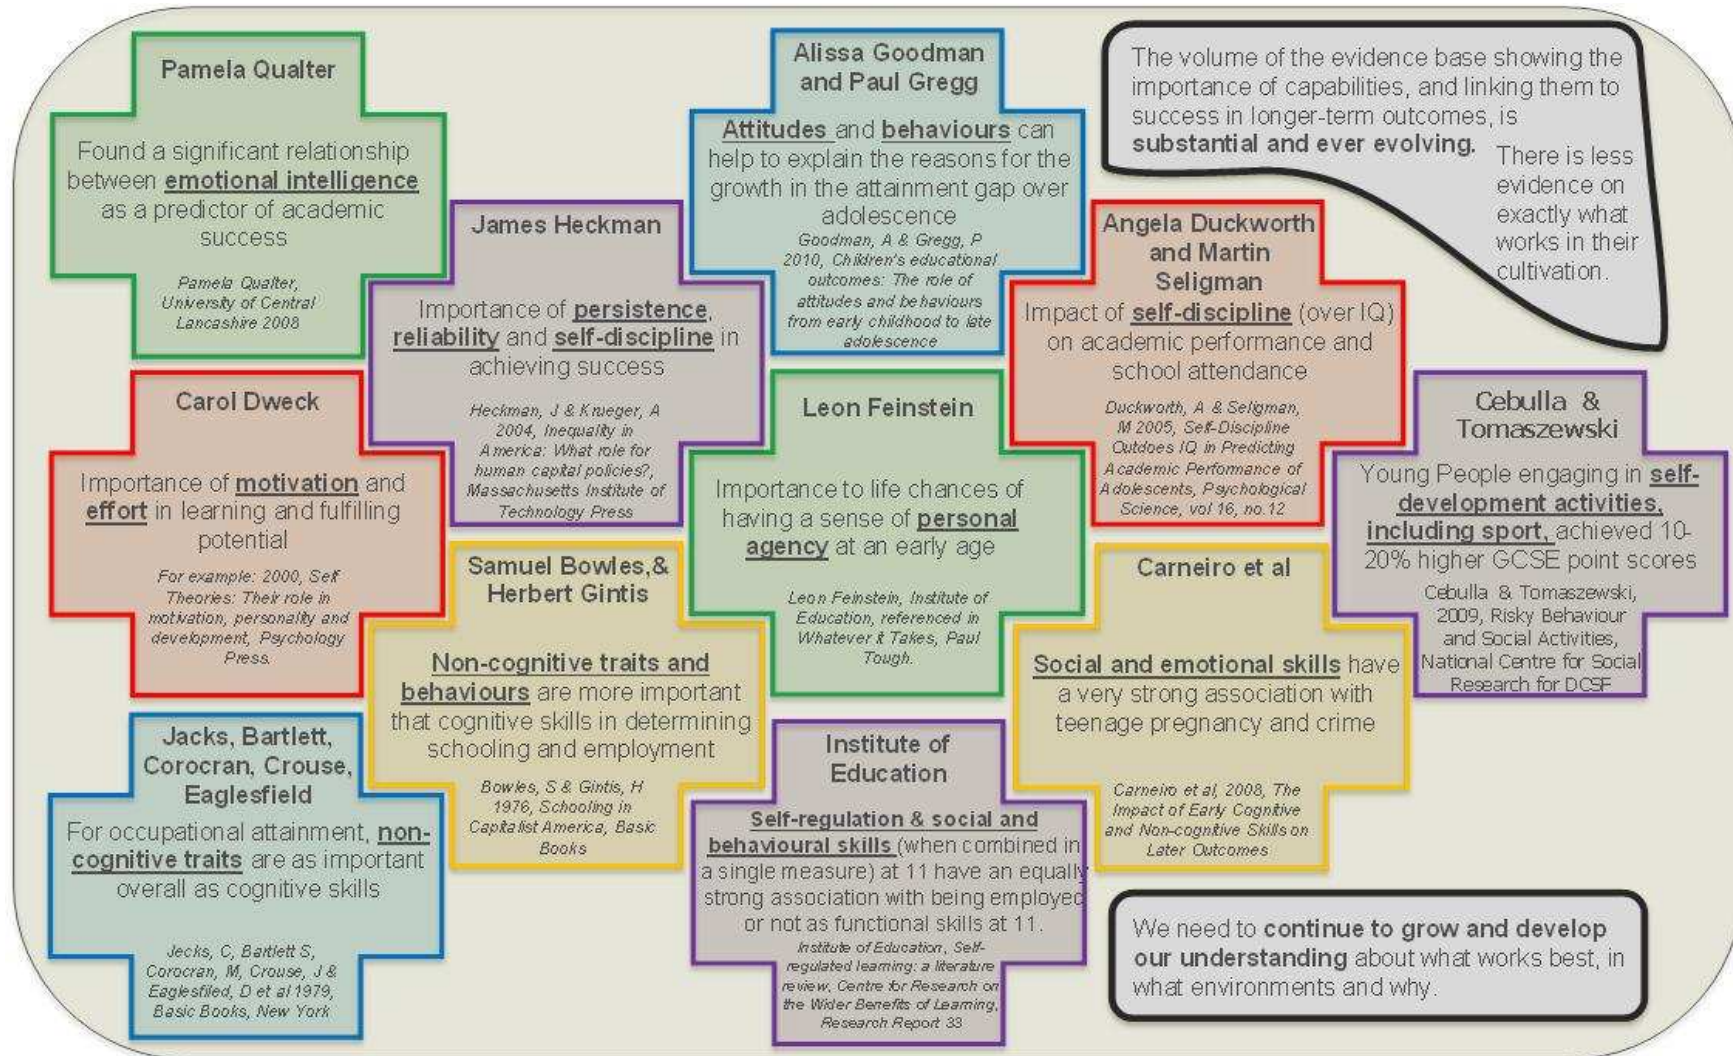 Pamela Qualter
Found a significant relationship
between emotional intelligence
as a predictor of academic
success
Pamela Qualter,
University of Central
Lancashire 2008
James Heckman
Importance of persistence,
reliability and self-discipline in
achieving success
Heckman, J & Krueger, A
2004, Inequality in
America: What role for
human capital policies?,
Massachusetts Institute of
Technology Press
Alissa Goodman
and Paul Gregg
Attitudes and behaviours can
help to explain the reasons for the
growth in the attainment gap over
adolescence
Goodman, A & Gregg, P
2010, Children's educational
outcomes: The role of
attitudes and behaviours
from early childhood to late
adolescence
Angela Duckworth
and Martin
Seligman
Impact of self-discipline (over IQ)
on academic performance and
school attendance
Duckworth, A & Seligman,
M 2005, Self-Discipline
Outdoes IQ in Predicting
Academic Performance of
Adolescents, Psychological
Science, vol 16, no.12
The volume of the evidence base showing the
importance of capabilities, and linking them to
success in longer-term outcomes, is
substantial and ever evolving.
There is less
evidence on
exactly what
works in their
cultivation.
Carol Dweck
Importance of motivation and
effort in learning and fulfilling
potential
For example: 2000, Self
Theories: Their role in
motivation, personality and
development, Psychology
Press.
Samuel Bowles,&
Herbert Gintis
Non-cognitive traits and
behaviours are more important
that cognitive skills in determining
schooling and employment
Bowles, S & Gintis, H
1976, Schooling in
Capitalist America, Basic
Books
Leon Feinstein
Importance to life chances of
having a sense of personal
agency at an early age
Leon Feinstein, Institute of
Education, referenced in
Whatever it Takes, Paul
Tough.
Carneiro et al
Social and emotional skills have
a very strong association with
teenage pregnancy and crime
Carneiro et al, 2008, The
Impact of Early Cognitive
and Non-cognitive Skills on
Later Outcomes
Cebulla & 
Tomaszewski
Young People engaging in self-
development activities,
including sport, achieved 10-
20% higher GCSE point scores
Cebulla & Tomaszewski,
2009, Risky Behaviour
and Social Activities,
National Centre for Social
Research for DCSF
Jacks, Bartlett,
Corocran, Crouse,
Eaglesfield
For occupational attainment, non-
cognitive traits are as important
overall as cognitive skills
Jecks, C, Bartlett S,
Corocran, M, Crouse, J &
Eaglesfiled, D et al 1979,
Basic Books, New York
Institute of
Education
Self-regulation & social and
behavioural skills (when combined in
a single measure) at 11 have an equally
strong association with being employed
or not as functional skills at 11.
Institute of Education, Self-
regulated learning: a literature
review, Centre for Research on
the Wider Benefits of Learning,
Research Report 33
We need to continue to grow and develop
our understanding about what works best, in
what environments and why.